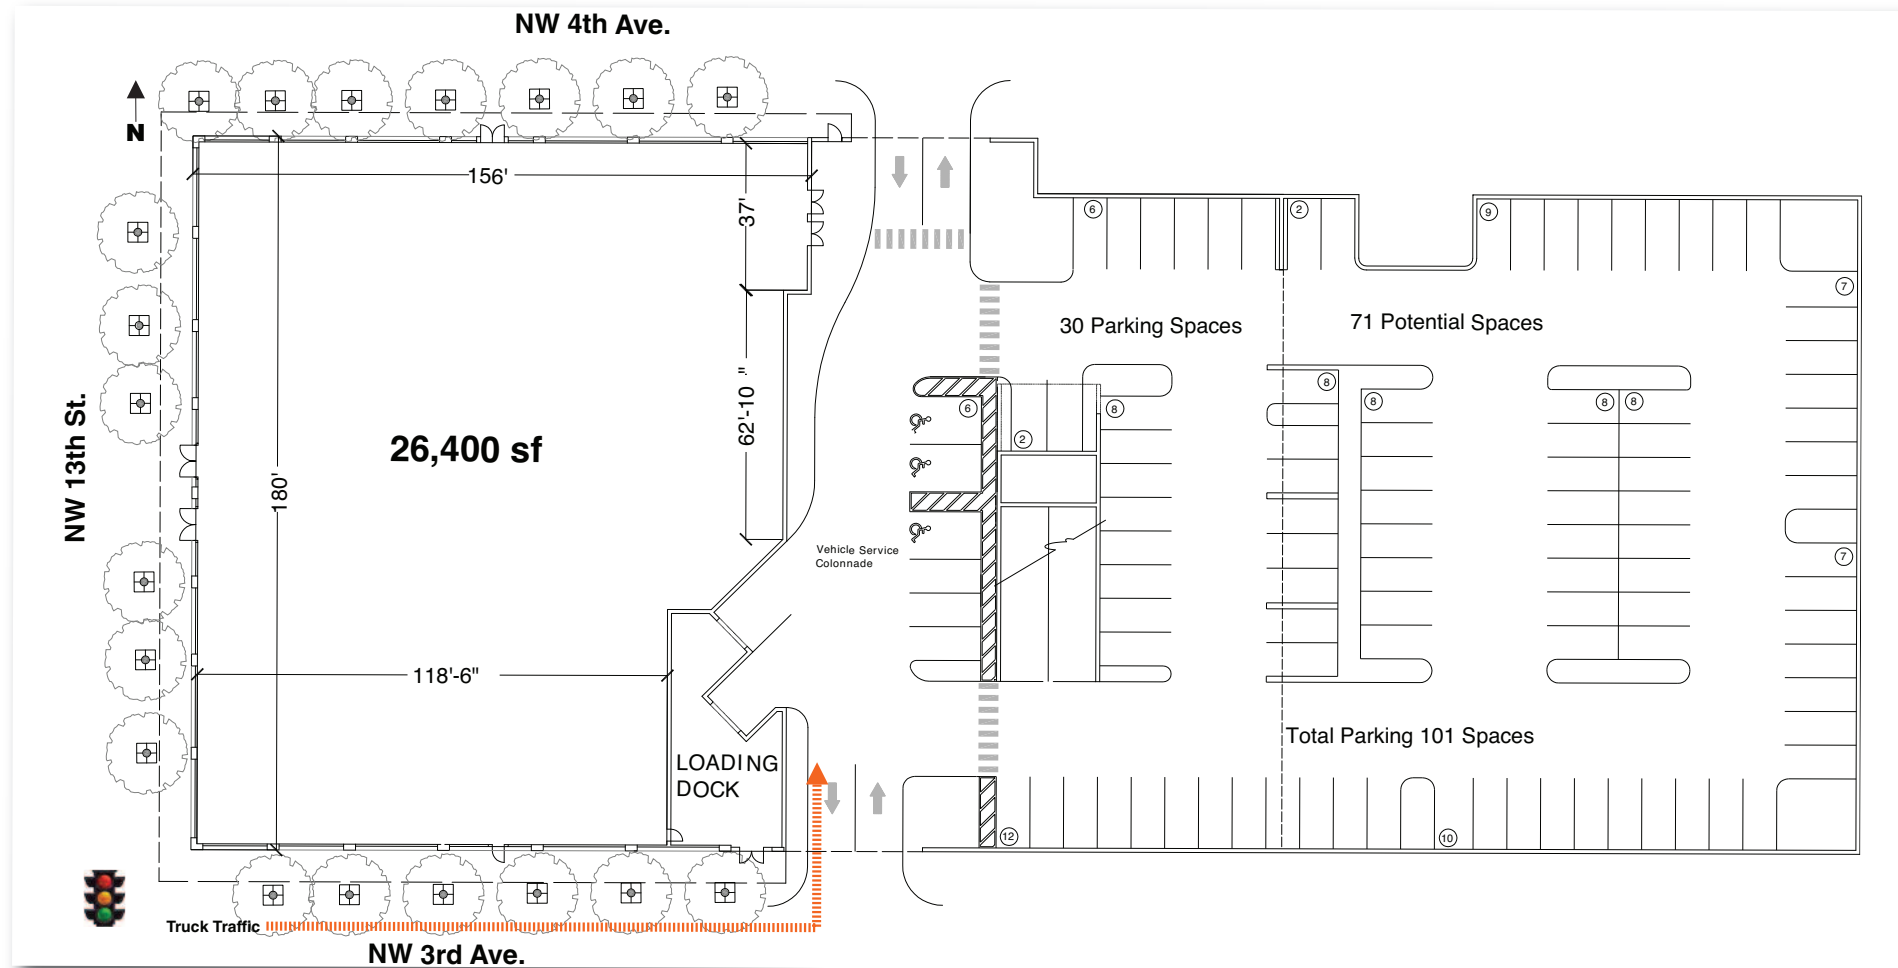 NW 4th Ave.
N
156'
37'
6
2
9
7
30 Parking Spaces
71 Potential Spaces
62'-10 ."
NW 13th St.
26,400 sf
180'
6
2
8
8
8
8
8
Vehicle Service
Colonnade
7
118'-6"
Total Parking 101 Spaces
LOADING
DOCK
12
10
Truck Traffic
NW 3rd Ave.